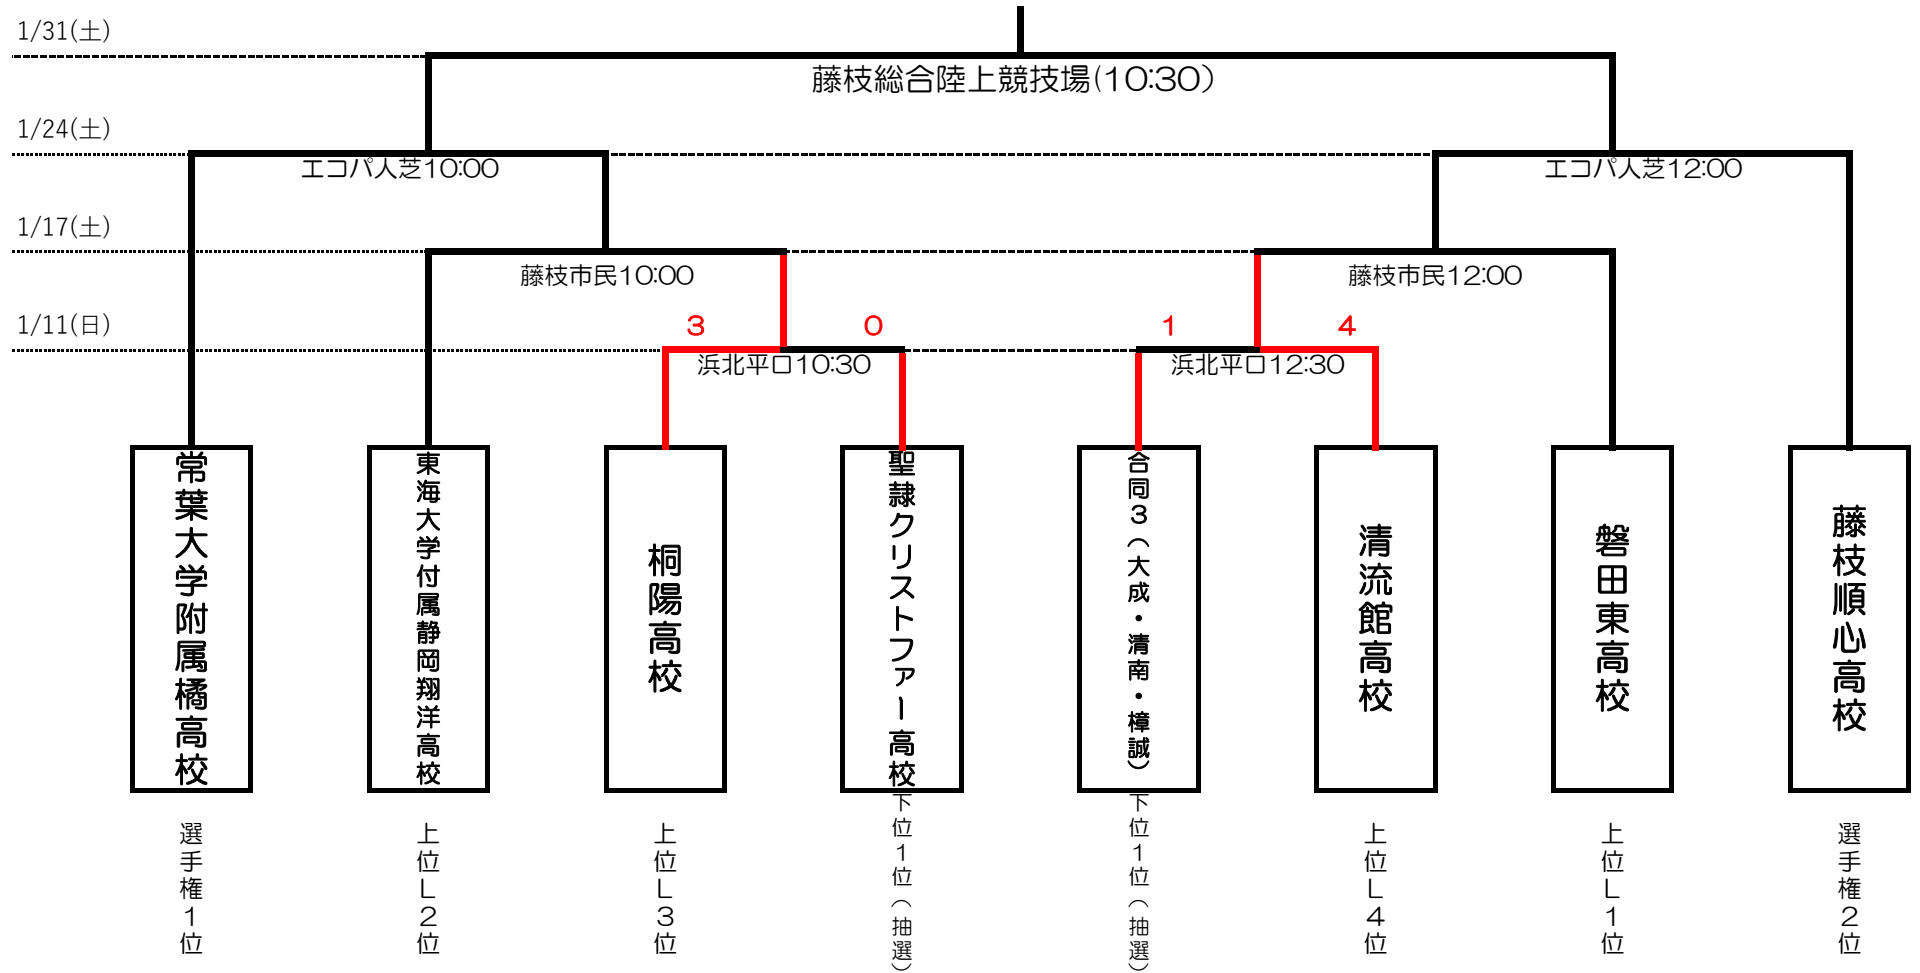 1/31(土)
藤枝総合陸上競技場(10:30)
1/24(土)
エコパ人芝10:00
エコパ人芝12:00
1/17(土)
藤枝市民10:00
藤枝市民12:00
1/11(日)
3
0
1
4
浜北平口10:30
浜北平口12:30
常葉大学附属橘高校
東海大学付属静岡翔洋高校
桐陽高校
聖隷クリストファー高校
合同3(大成・清南・樟誠)
清流館高校
磐田東高校
藤枝順心高校
選手権1位
上位L2位
上位L3位
下位1位(抽選)
下位1位(抽選)
上位L4位
上位L1位
選手権2位